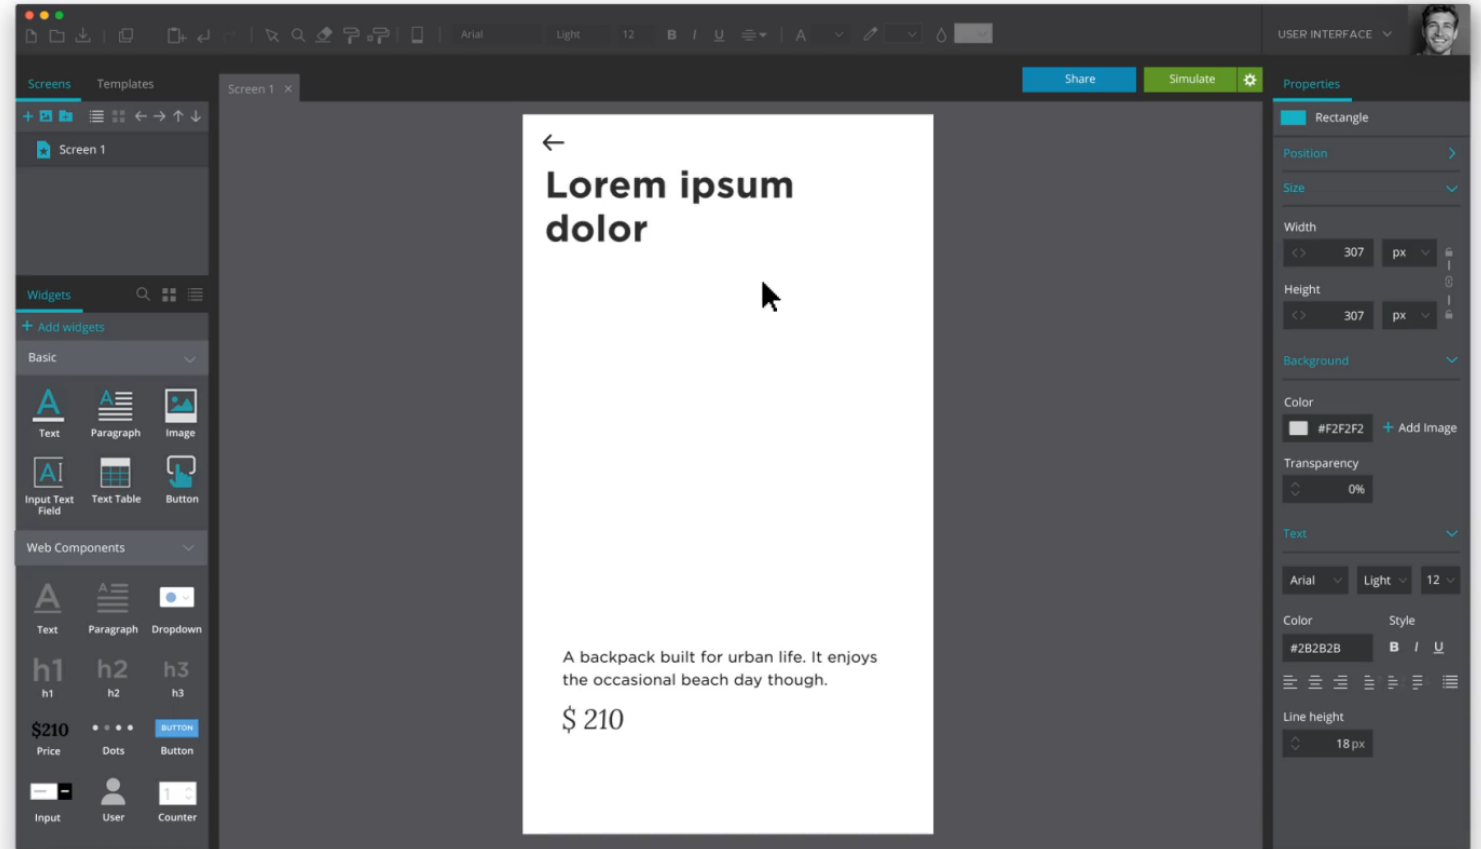 Arial
Light
12
B
I
U
A
USER INTERFACE
Screens
Templates
Screen 1
Share
Simulate
Screen 1
Widgets
+ Add widgets
Basic
Text
Paragraph
Image
Input Text
Field
Text Table
Button
Web Components
Text
Paragraph
Dropdown
h1
h2
h3
h1
h2
h3
$210
BUTTON
Price
Dots
Button
1
Input
User
Counter
Lorem ipsum
dolor
A backpack built for urban life. It enjoys
the occasional beach day though.
$ 210
Properties
Rectangle
Position
Size
Width
307
px
Height
307
px
Background
Color
#F2F2F2
+ Add Image
Transparency
0%
Text
Arial
Light
12
Color
Style
#2B2B2B
B
I
U
Line height
18 px